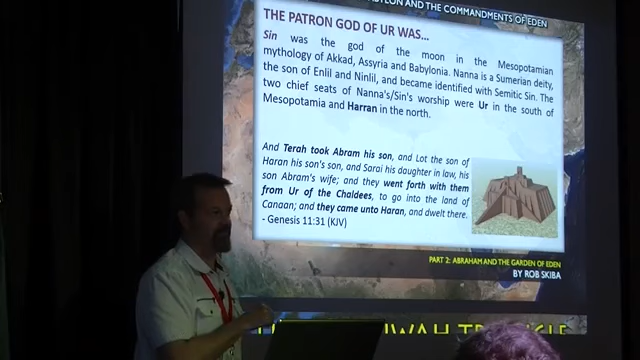 BYLON AND THE COMMANDMENTS OF EDEN
THE PATRON GOD OF UR WAS...
Sin was the god of the moon in the Mesopotamian
mythology of Akkad, Assyria and Babylonia. Nanna is a Sumerian deity,
the son of Enlil and Ninlil, and became identified with Semitic Sin. The
two chief seats of Nanna's/Sin's worship were Ur in the south of
Mesopotamia and Harran in the north.
And Terah took Abram his son, and Lot the son of
Haran his son's son, and Sarai his daughter in law, his
son Abram's wife; and they went forth with them
from Ur of the Chaldees, to go into the land of
Canaan; and they came unto Haran, and dwelt there.
- Genesis 11:31 (KJV)
PART 2: ABRAHAM AND THE GARDEN OF EDEN
BY ROB SKIBA